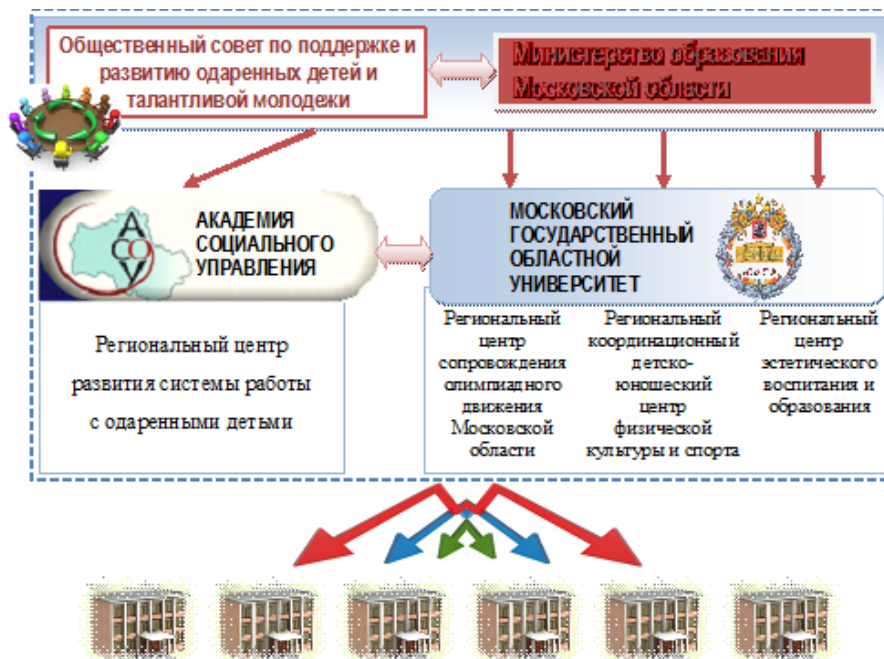 Общественный совет по поддержке и
развитию одаренных детей и
талантливой молодежи
Министерство образования
Московской области
АСОУ
АКАДЕМИЯ
СОЦИАЛЬНОГО
УПРАВЛЕНИЯ
МОСКОВСКИЙ
ГОСУДАРСТВЕННЫЙ
ОБЛАСТНОЙ
УНИВЕРСИТЕТ
Региональный центр
развития системы работы
с одаренными детьми
Региональный
центр
сопровождения
олимпиадного
движения
Московской
области
Региональный
координационный
детско-
юношеский
центр
физической
культуры и спорта
Региональный
центр
эстетического
воспитания и
образования